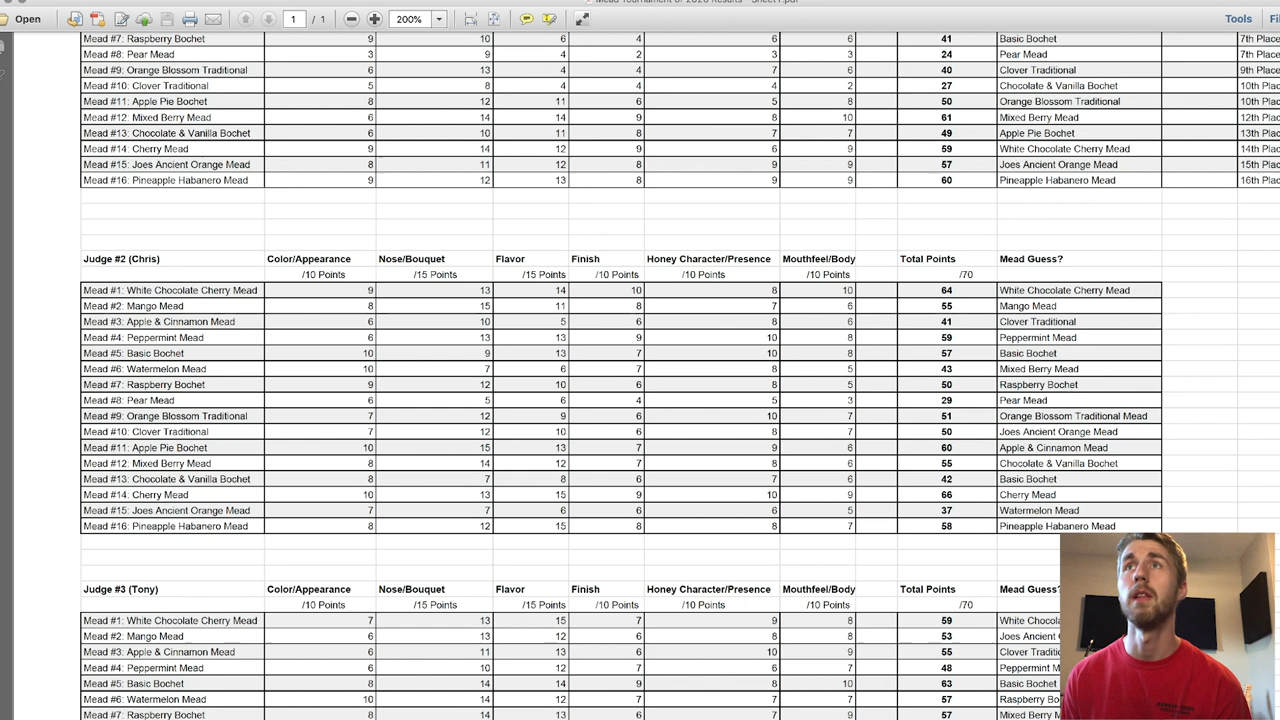 Mead Tournament of 2020 Results - Sheet1.pdf
Open 1 / 1 200% Tools
Mead #7: Raspberry Bochet 9 10 6 4 6 6 41 Basic Bochet 7th Place
Mead #8: Pear Mead 3 9 4 2 3 3 24 Pear Mead 7th Place
Mead #9: Orange Blossom Traditional 6 13 4 4 7 6 40 Clover Traditional 9th Place
Mead #10: Clover Traditional 5 8 4 4 4 2 27 Chocolate & Vanilla Bochet 10th Place
Mead #11: Apple Pie Bochet 8 12 11 6 5 8 50 Orange Blossom Traditional 10th Place
Mead #12: Mixed Berry Mead 6 14 14 9 8 10 61 Mixed Berry Mead 12th Place
Mead #13: Chocolate & Vanilla Bochet 6 10 11 8 7 7 49 Apple Pie Bochet 13th Place
Mead #14: Cherry Mead 9 14 12 9 6 9 59 White Chocolate Cherry Mead 14th Place
Mead #15: Joes Ancient Orange Mead 8 11 12 8 9 9 57 Joes Ancient Orange Mead 15th Place
Mead #16: Pineapple Habanero Mead 9 12 13 8 9 9 60 Pineapple Habanero Mead 16th Place
Judge #2 (Chris) Color/Appearance Nose/Bouquet Flavor Finish Honey Character/Presence Mouthfeel/Body Total Points Mead Guess?
/10 Points /15 Points /15 Points /10 Points /10 Points /10 Points /70
Mead #1: White Chocolate Cherry Mead 9 13 14 10 8 10 64 White Chocolate Cherry Mead
Mead #2: Mango Mead 8 15 11 8 7 6 55 Mango Mead
Mead #3: Apple & Cinnamon Mead 6 10 5 6 8 6 41 Clover Traditional
Mead #4: Peppermint Mead 6 13 13 9 10 8 59 Peppermint Mead
Mead #5: Basic Bochet 10 9 13 7 10 8 57 Basic Bochet
Mead #6: Watermelon Mead 10 7 6 7 8 5 43 Mixed Berry Mead
Mead #7: Raspberry Bochet 9 12 10 6 8 5 50 Raspberry Bochet
Mead #8: Pear Mead 6 5 6 4 5 3 29 Pear Mead
Mead #9: Orange Blossom Traditional 7 12 9 6 10 7 51 Orange Blossom Traditional Mead
Mead #10: Clover Traditional 7 12 10 6 8 7 50 Joes Ancient Orange Mead
Mead #11: Apple Pie Bochet 10 15 13 7 9 6 60 Apple & Cinnamon Mead
Mead #12: Mixed Berry Mead 8 14 12 7 8 6 55 Chocolate & Vanilla Bochet
Mead #13: Chocolate & Vanilla Bochet 8 7 8 6 7 6 42 Basic Bochet
Mead #14: Cherry Mead 10 13 15 9 10 9 66 Cherry Mead
Mead #15: Joes Ancient Orange Mead 7 7 6 6 6 5 37 Watermelon Mead
Mead #16: Pineapple Habanero Mead 8 12 15 8 8 7 58 Pineapple Habanero Mead
Judge #3 (Tony) Color/Appearance Nose/Bouquet Flavor Finish Honey Character/Presence Mouthfeel/Body Total Points Mead Guess?
/10 Points /15 Points /15 Points /10 Points /10 Points /10 Points /70
Mead #1: White Chocolate Cherry Mead 7 13 15 7 9 8 59 White
Mead #2: Mango Mead 6 13 12 6 8 8 53 Joes Ancient
Mead #3: Apple & Cinnamon Mead 6 11 13 6 10 9 55 Clover
Mead #4: Peppermint Mead 6 10 12 7 6 7 48
Mead #5: Basic Bochet 8 14 14 9 8 10 63 Basic
Mead #6: Watermelon Mead 10 14 12 7 7 7 57
Mead #7: Raspberry Bochet 8 14 13 6 8 8 57 Mixed